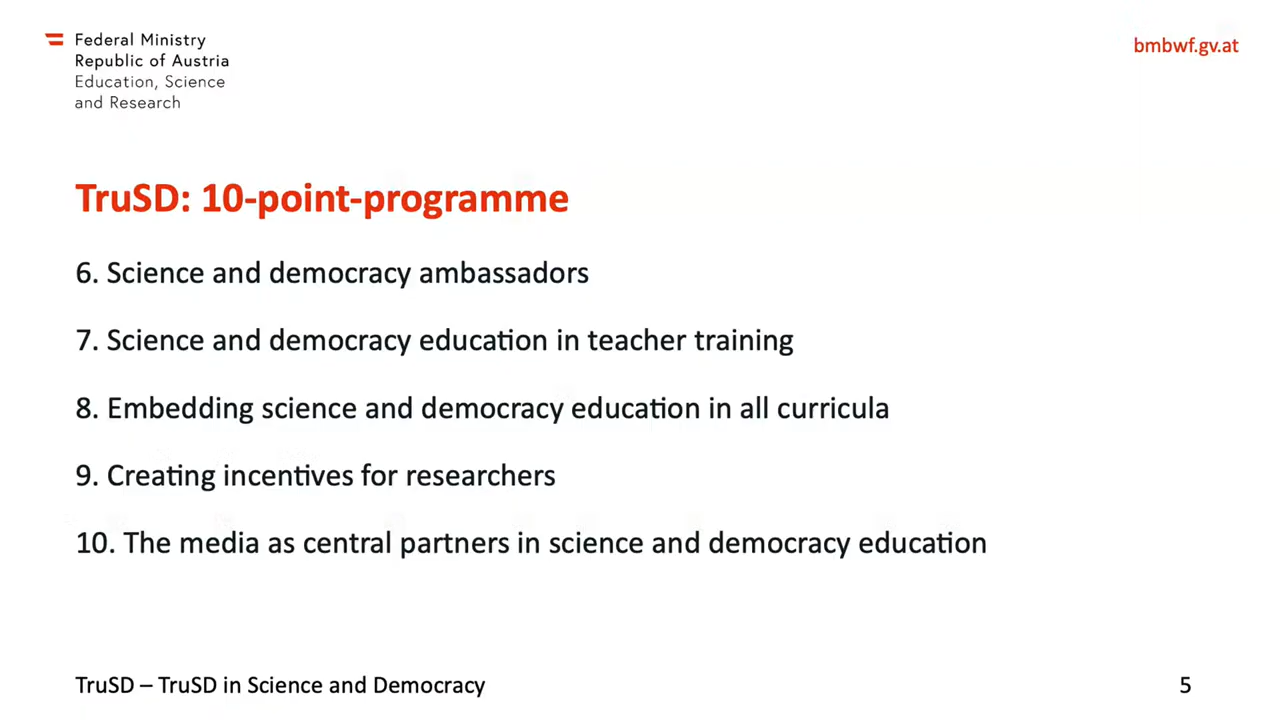 Federal Ministry
Republic of Austria
Education, Science
and Research
bmbwf.gv.at
TruSD: 10-point-programme
6. Science and democracy ambassadors
7. Science and democracy education in teacher training
8. Embedding science and democracy education in all curricula
9. Creating incentives for researchers
10. The media as central partners in science and democracy education
TruSD – TruSD in Science and Democracy
5